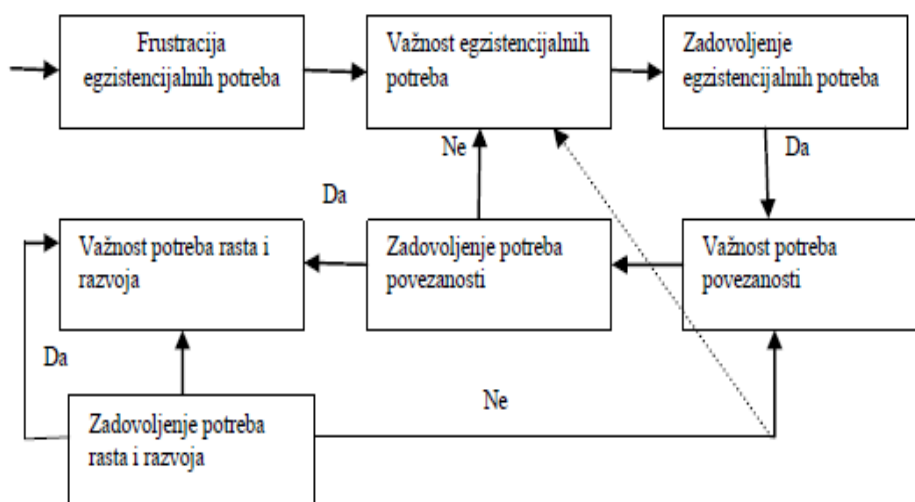 Frustracija
egzistencijalnih potreba
Važnost egzistencijalnih
potreba
Zadovoljenje
egzistencijalnih potreba
Ne
Da
Da
Važnost potreba rasta i
razvoja
Zadovoljenje potreba
povezanosti
Važnost potreba
povezanosti
Da
Ne
Zadovoljenje potreba
rasta i razvoja